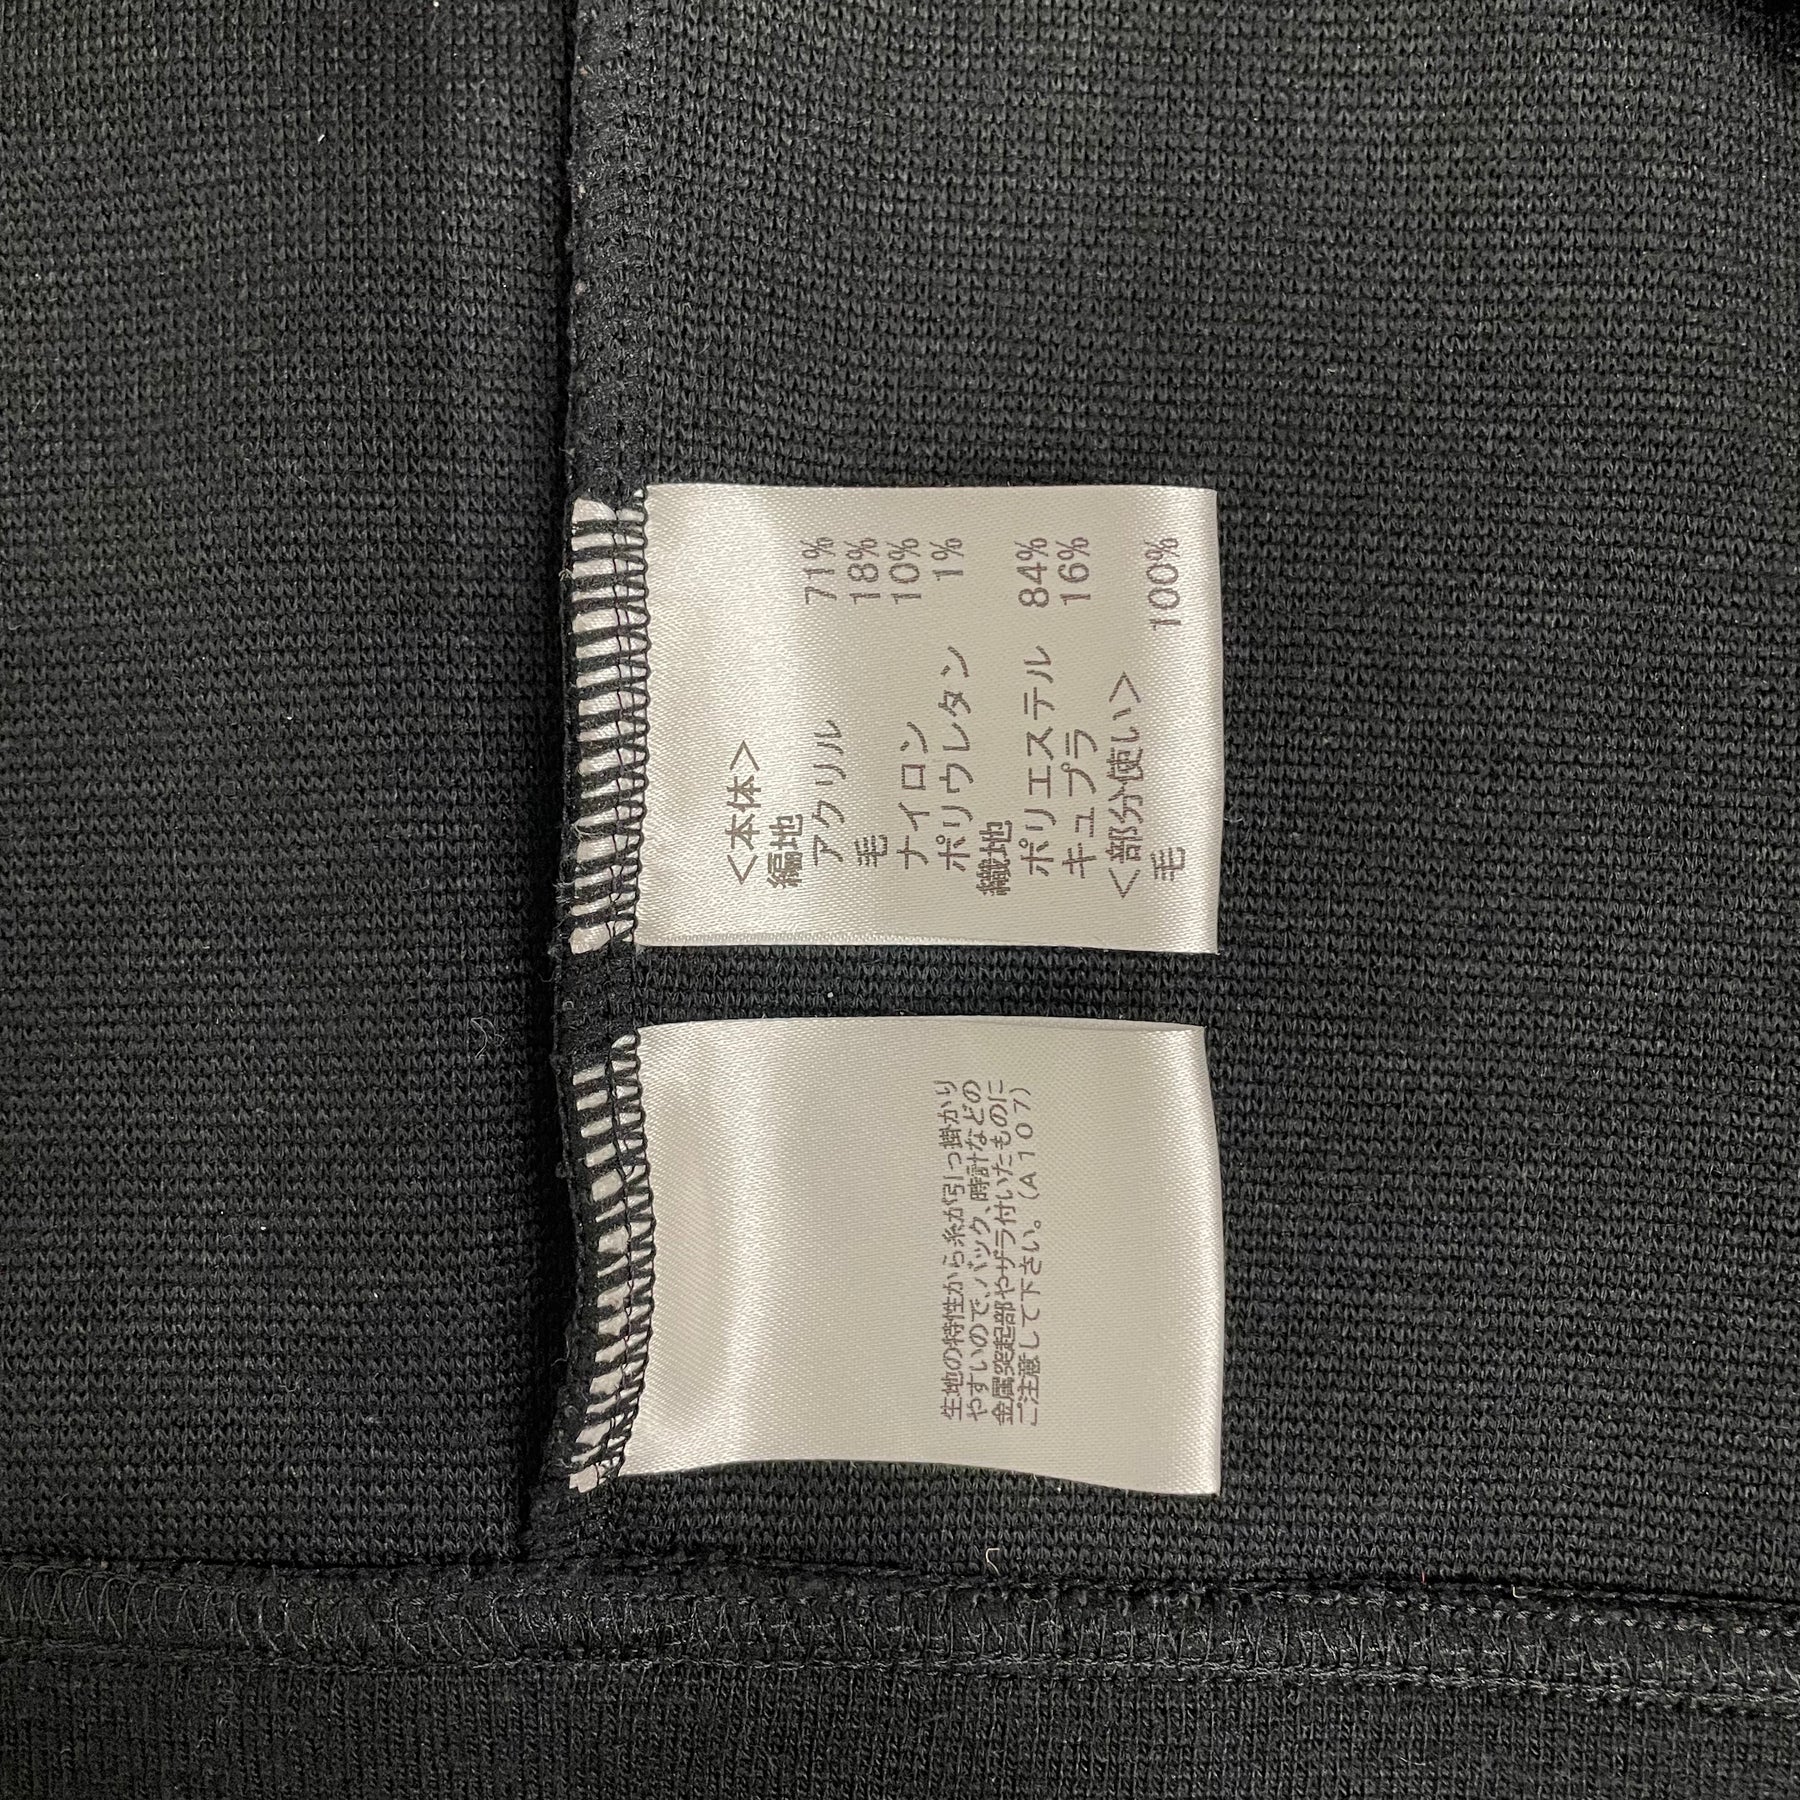 <本体>
編地
アクリル 71%
毛 18%
ナイロン 10%
ポリウレタン 1%
織地
ポリエステル 84%
キュプラ 16%
<部分使い>
毛 100%
生地の特性から糸が引っ掛かり
やすいので、バック、時計などの
金属突起部やザラ付いたものに
ご注意して下さい。(A107)